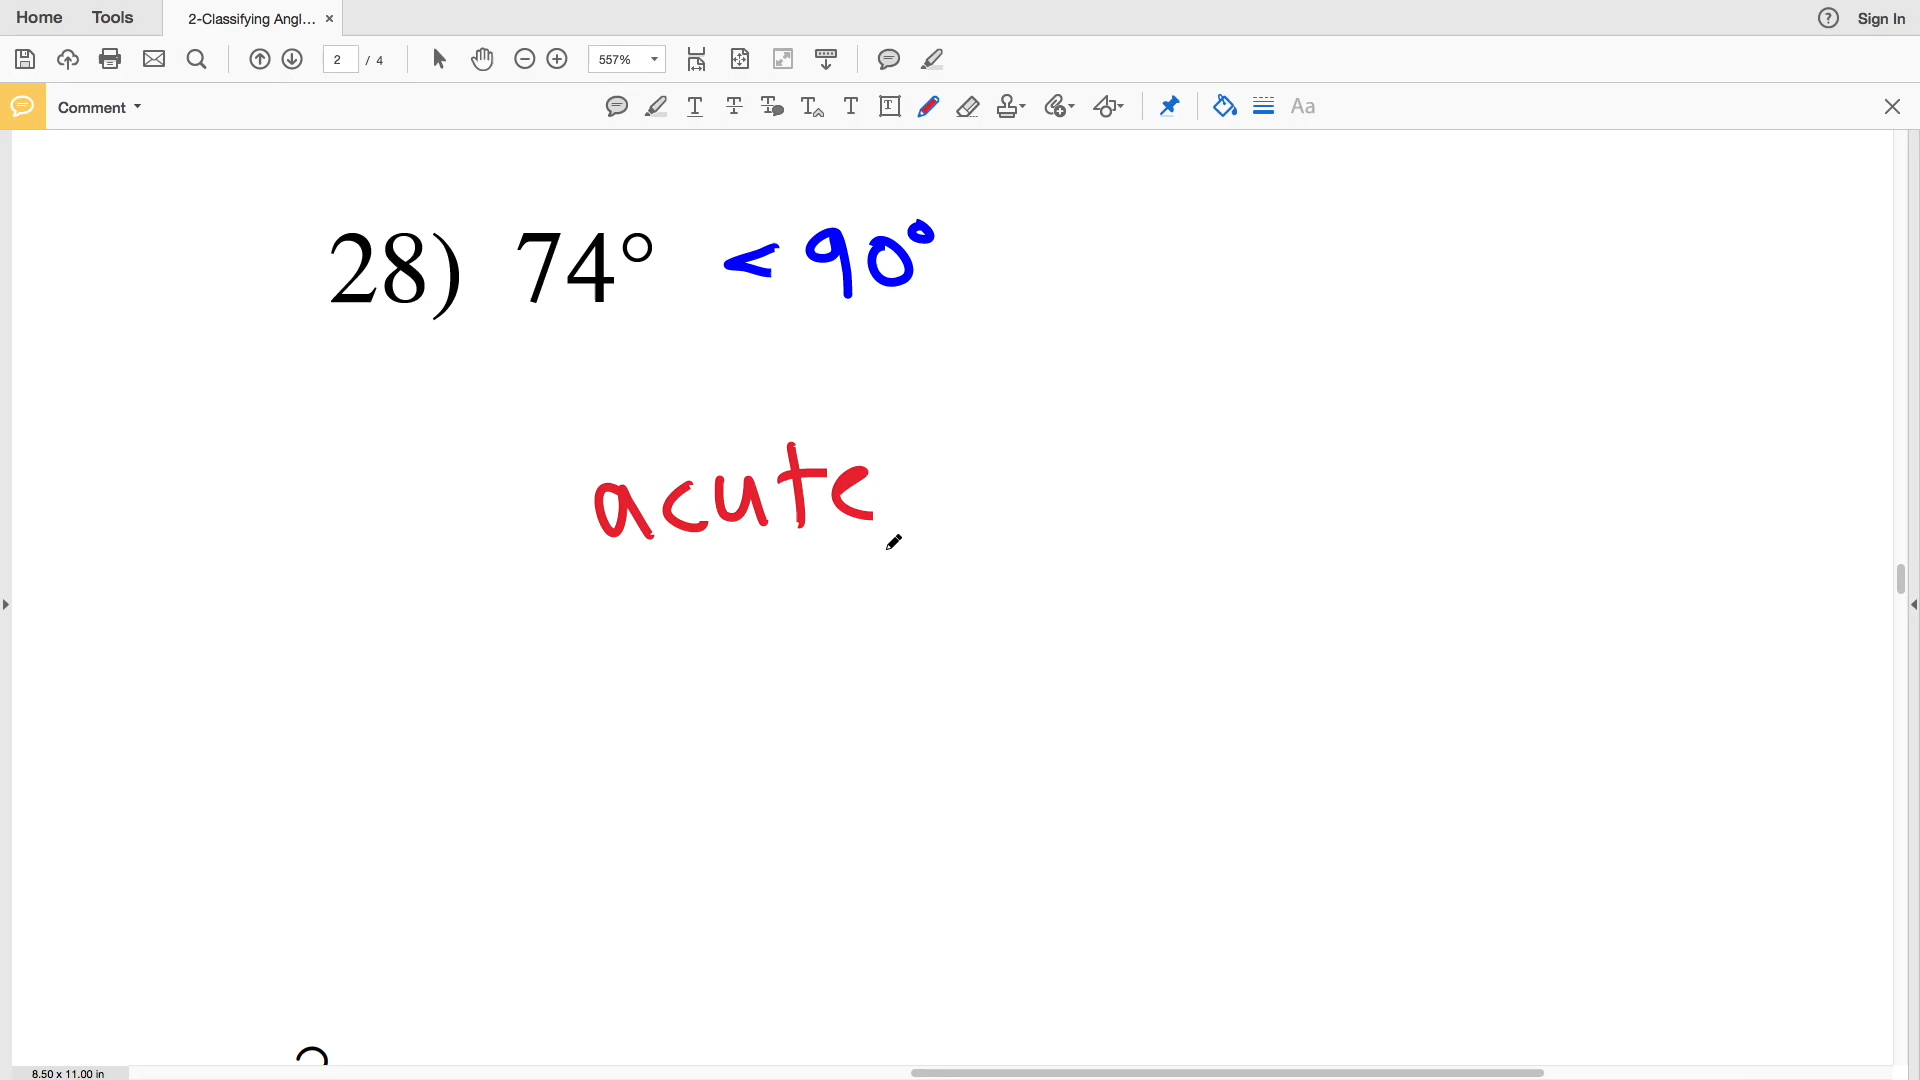 Home Tools 2-Classifying Angl... × ? Sign In
2 / 4 557%
Comment T T T T T T Aa
28) 74° < 90°
acute
8.50 x 11.00 in